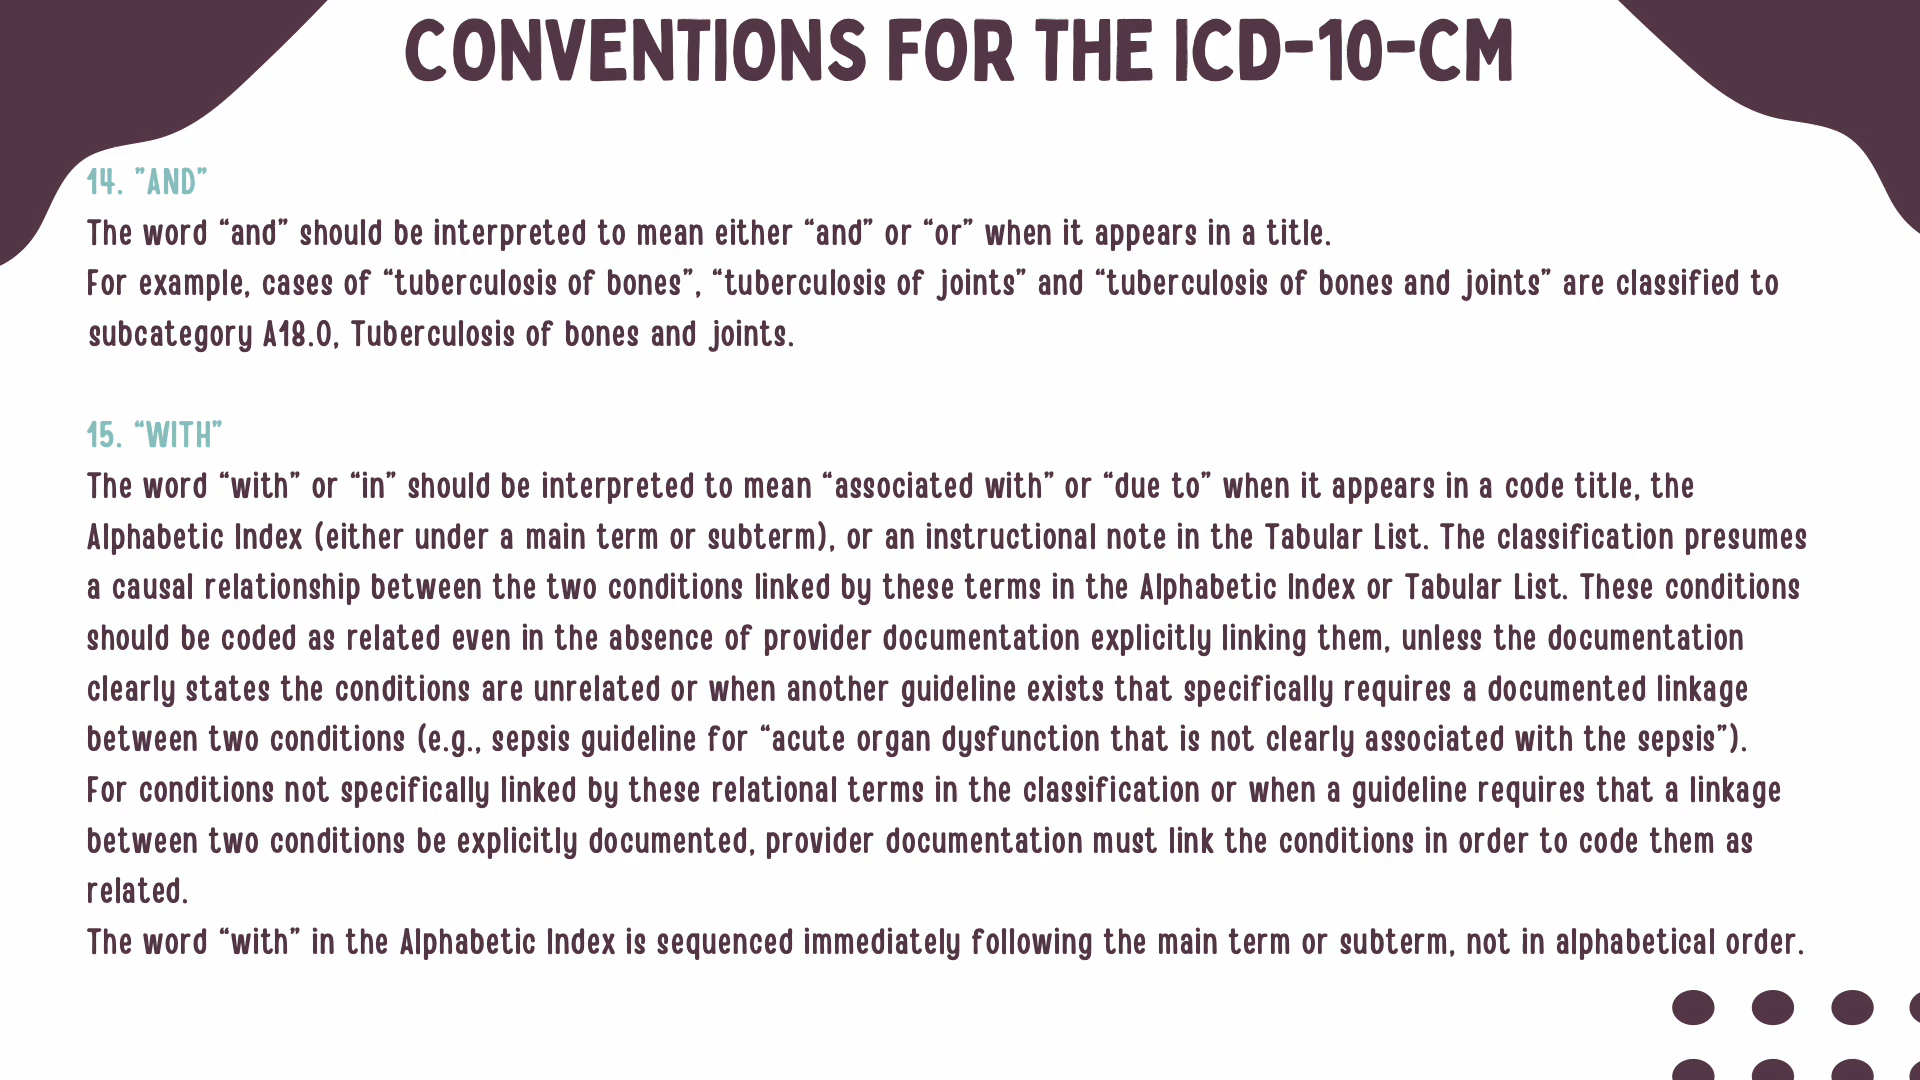 CONVENTIONS FOR THE ICD-10-CM
14. ”AND”
The word “and” should be interpreted to mean either “and” or “or” when it appears in a title.
For example, cases of “tuberculosis of bones”, “tuberculosis of joints” and “tuberculosis of bones and joints” are classified to
subcategory A18.0, Tuberculosis of bones and joints.
15. “WITH”
The word “with” or “in” should be interpreted to mean “associated with” or “due to” when it appears in a code title, the
Alphabetic Index (either under a main term or subterm), or an instructional note in the Tabular List. The classification presumes
a causal relationship between the two conditions linked by these terms in the Alphabetic Index or Tabular List. These conditions
should be coded as related even in the absence of provider documentation explicitly linking them, unless the documentation
clearly states the conditions are unrelated or when another guideline exists that specifically requires a documented linkage
between two conditions (e.g., sepsis guideline for “acute organ dysfunction that is not clearly associated with the sepsis”).
For conditions not specifically linked by these relational terms in the classification or when a guideline requires that a linkage
between two conditions be explicitly documented, provider documentation must link the conditions in order to code them as
related.
The word “with” in the Alphabetic Index is sequenced immediately following the main term or subterm, not in alphabetical order.